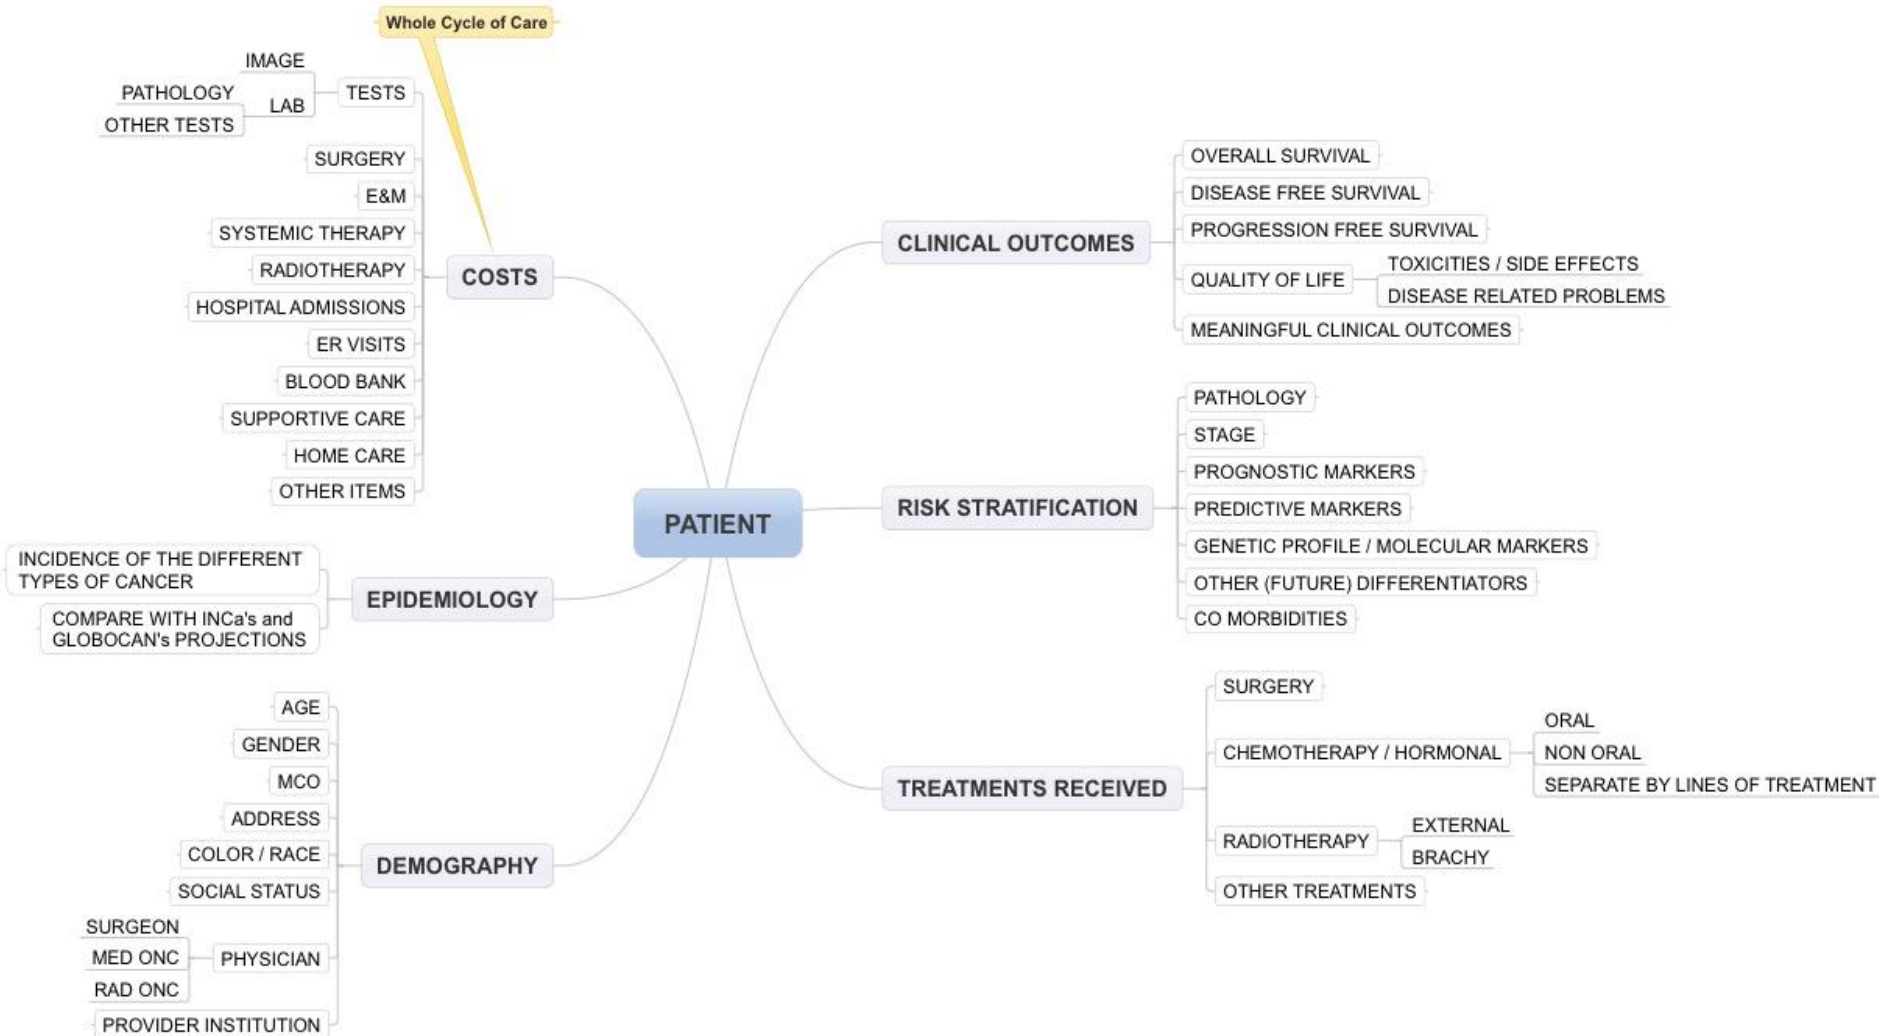 Whole Cycle of Care
IMAGE
TESTS
PATHOLOGY
LAB
OTHER TESTS
SURGERY
E&M
SYSTEMIC THERAPY
RADIOTHERAPY
COSTS
HOSPITAL ADMISSIONS
ER VISITS
BLOOD BANK
SUPPORTIVE CARE
HOME CARE
OTHER ITEMS
INCIDENCE OF THE DIFFERENT
TYPES OF CANCER
EPIDEMIOLOGY
COMPARE WITH INCa's and
GLOBOCAN's PROJECTIONS
AGE
GENDER
MCO
ADDRESS
COLOR / RACE
DEMOGRAPHY
SOCIAL STATUS
SURGEON
MED ONC
PHYSICIAN
RAD ONC
PROVIDER INSTITUTION
PATIENT
CLINICAL OUTCOMES
OVERALL SURVIVAL
DISEASE FREE SURVIVAL
PROGRESSION FREE SURVIVAL
QUALITY OF LIFE
TOXICITIES / SIDE EFFECTS
DISEASE RELATED PROBLEMS
MEANINGFUL CLINICAL OUTCOMES
RISK STRATIFICATION
PATHOLOGY
STAGE
PROGNOSTIC MARKERS
PREDICTIVE MARKERS
GENETIC PROFILE / MOLECULAR MARKERS
OTHER (FUTURE) DIFFERENTIATORS
CO MORBIDITIES
TREATMENTS RECEIVED
SURGERY
CHEMOTHERAPY / HORMONAL
ORAL
NON ORAL
SEPARATE BY LINES OF TREATMENT
RADIOTHERAPY
EXTERNAL
BRACHY
OTHER TREATMENTS